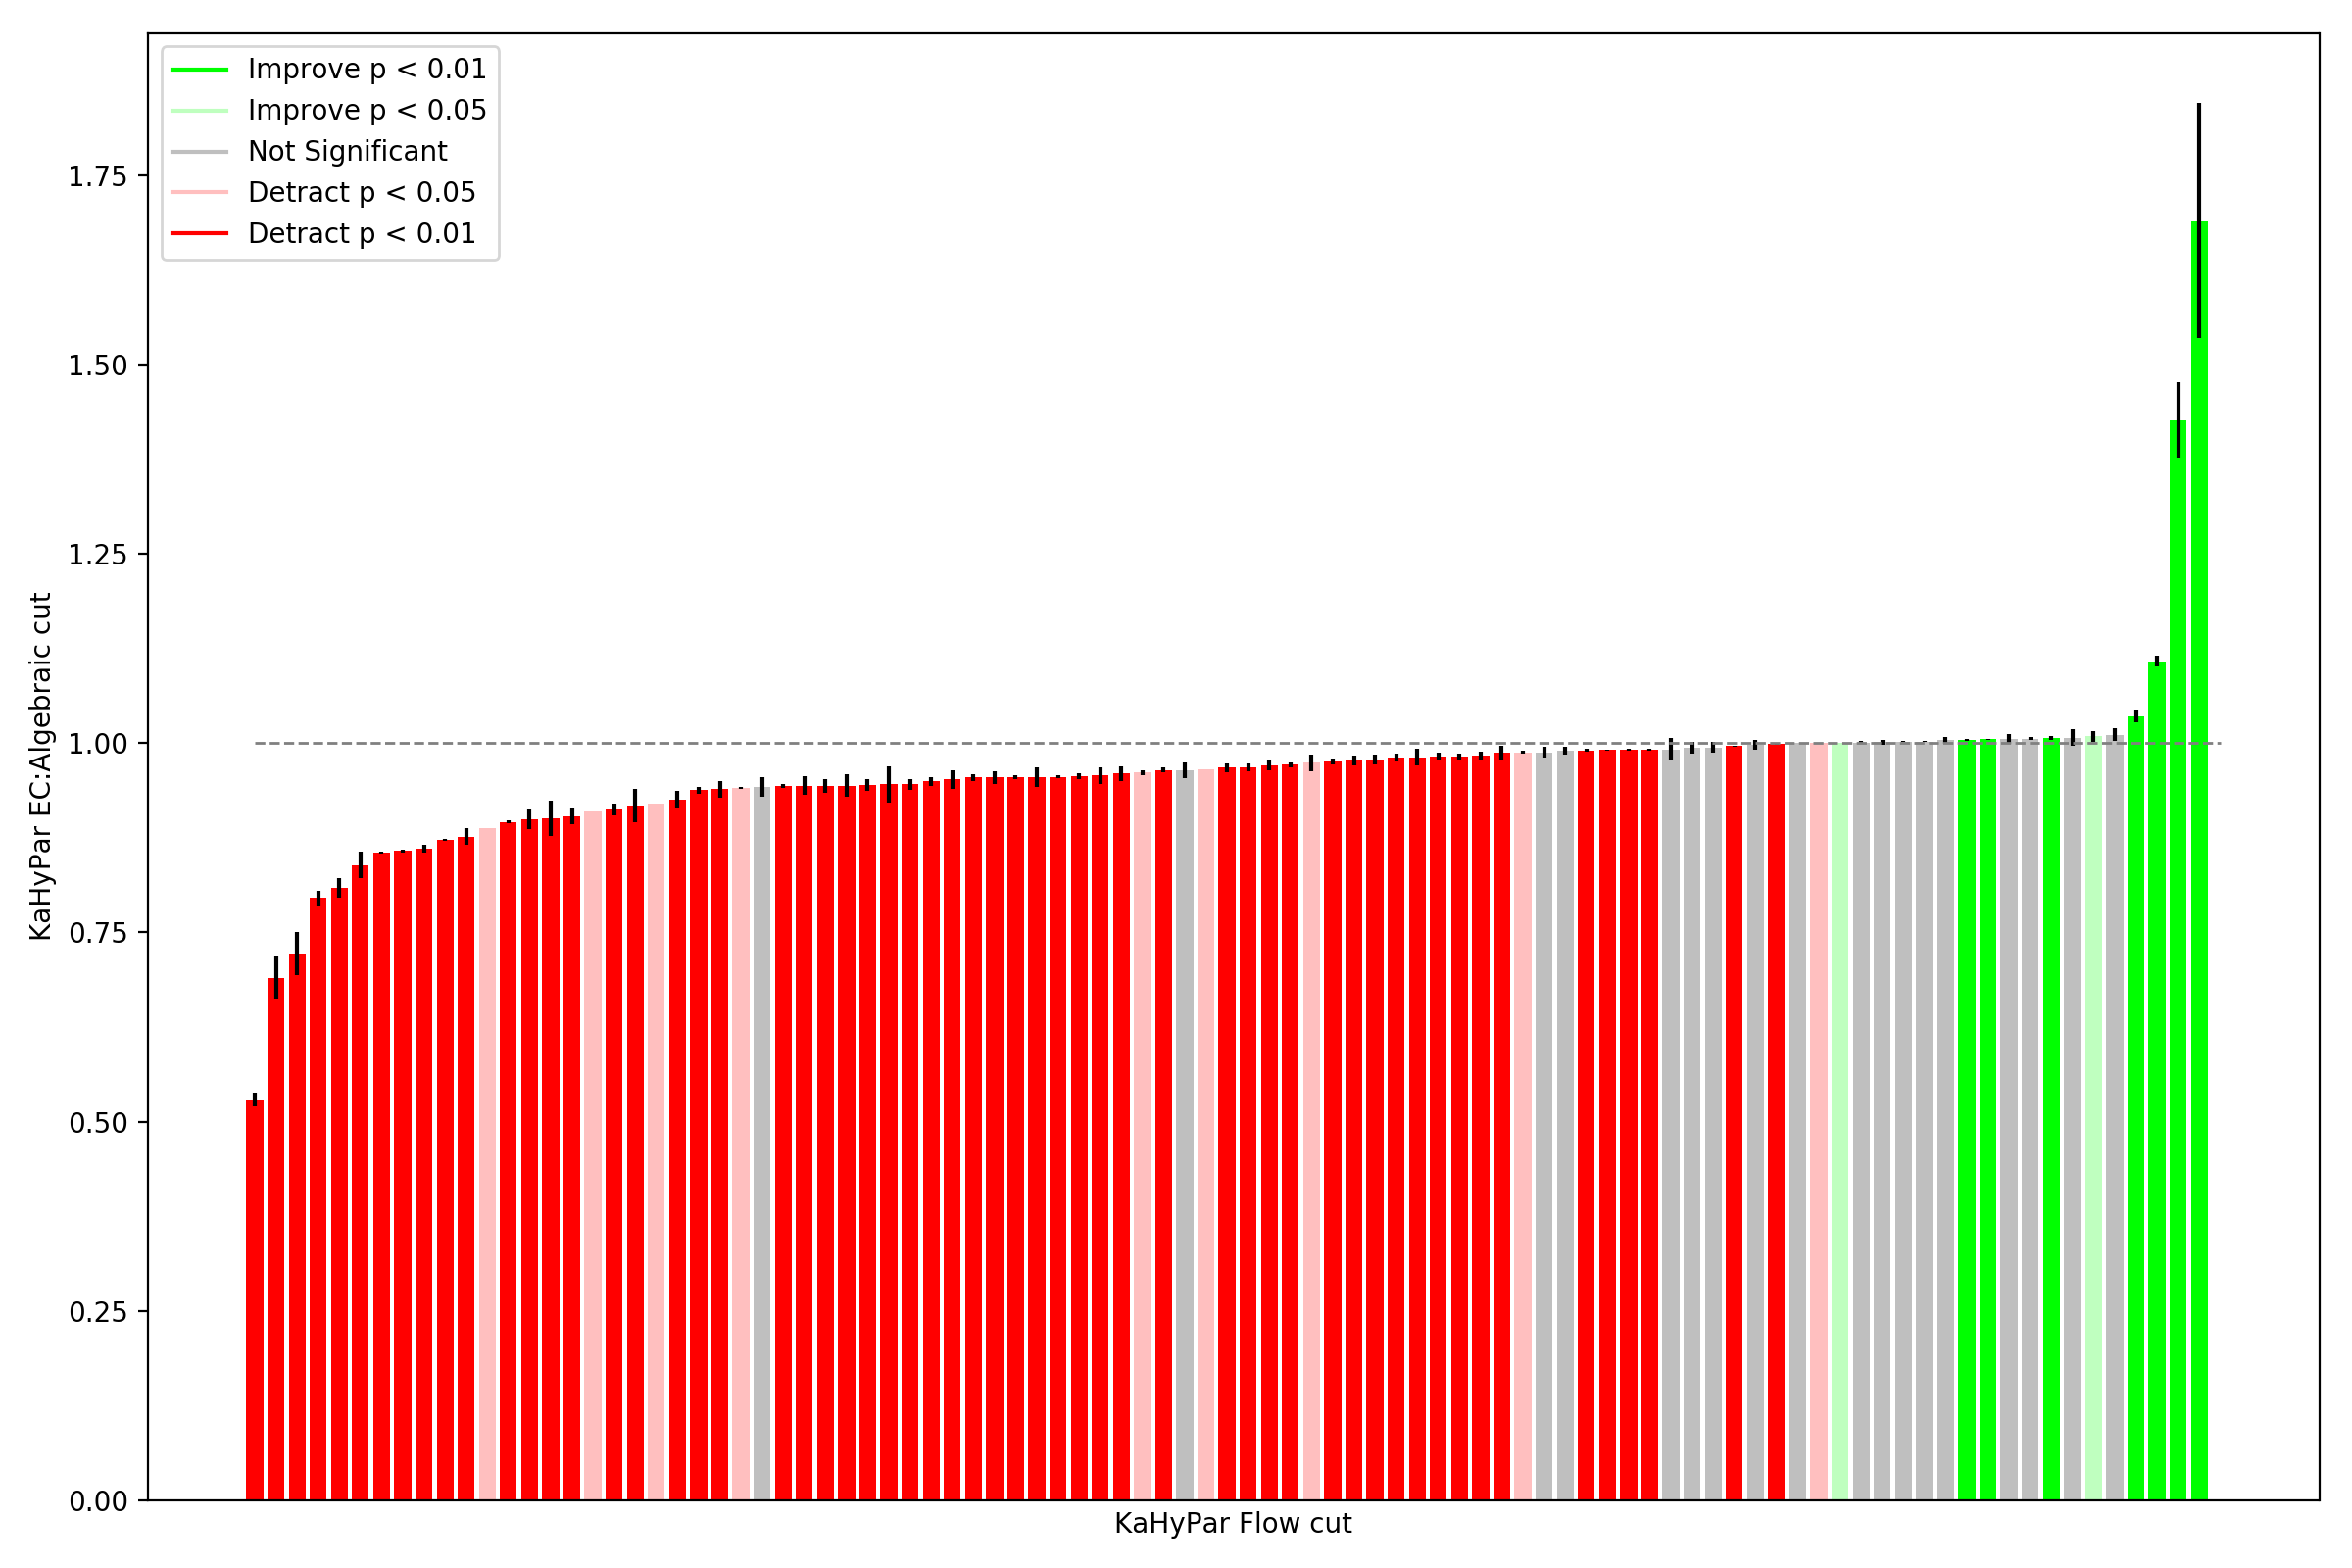 Improve p < 0.01
Improve p < 0.05
Not Significant
Detract p < 0.05
Detract p < 0.01
1.75
1.50
1.25
1.00
0.75
0.50
0.25
0.00
KaHyPar EC:Algebraic cut
KaHyPar Flow cut